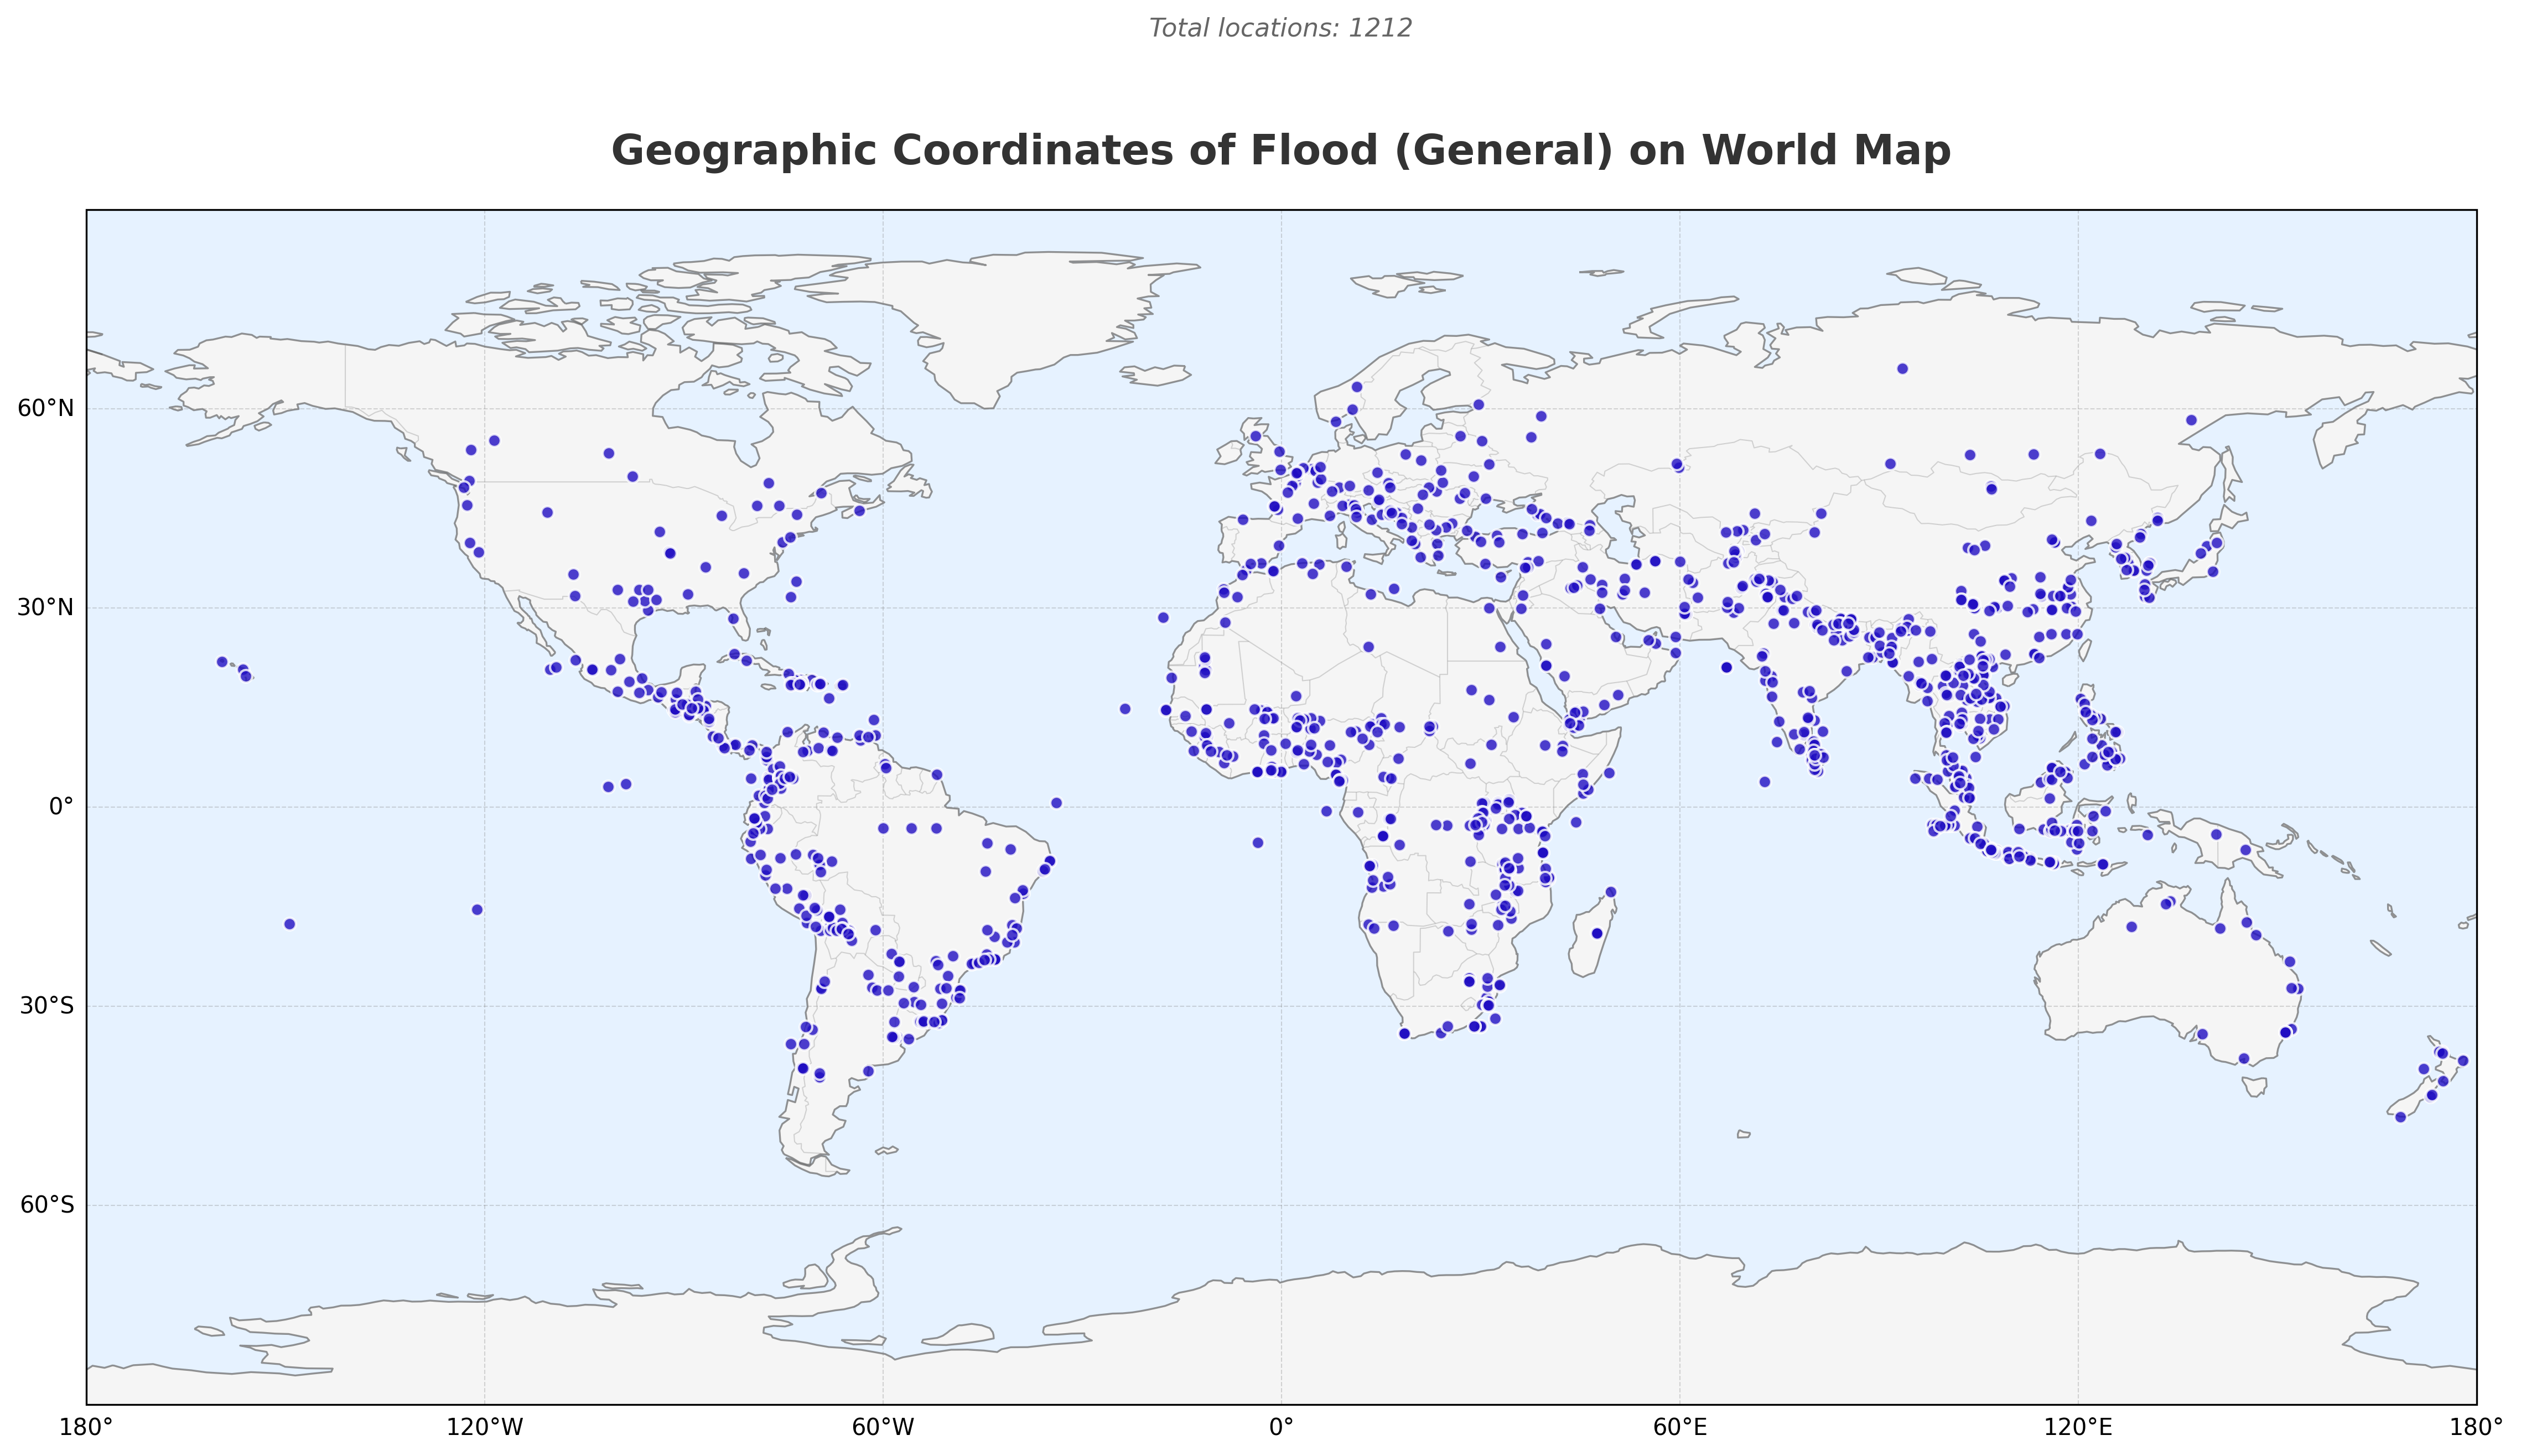 Total locations: 1212
Geographic Coordinates of Flood (General) on World Map
60°N
30°N
0°
30°S
60°S
180° 120°W 60°W 0° 60°E 120°E 180°